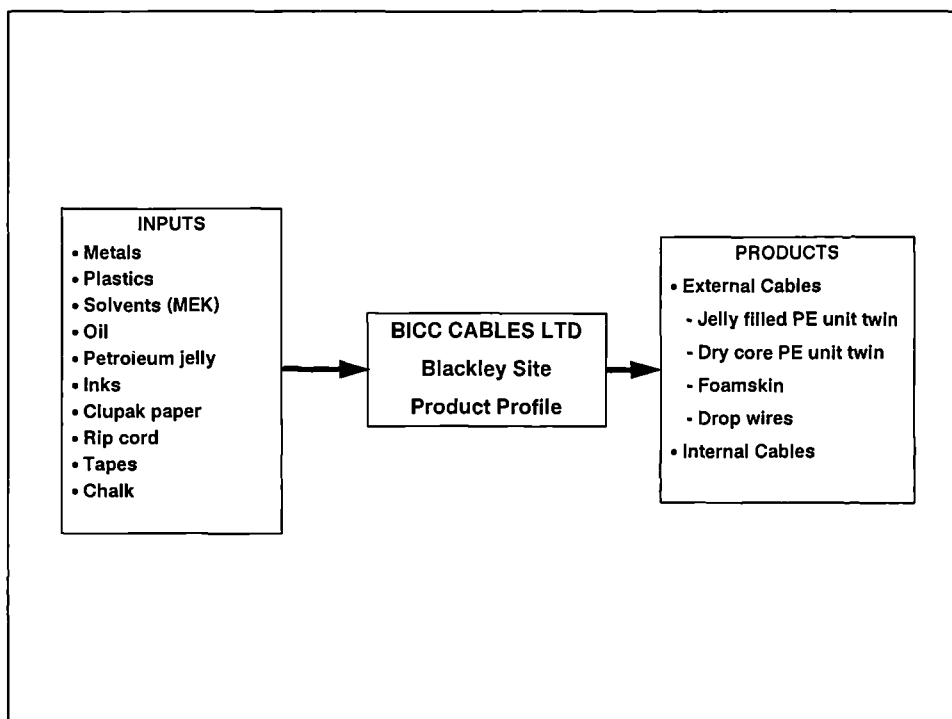 INPUTS
• Metals
• Plastics
• Solvents (MEK)
• Oil
• Petroleum jelly
• Inks
• Clupak paper
• Rip cord
• Tapes
• Chalk
BICC CABLES LTD
Blackley Site
Product Profile
PRODUCTS
• External Cables
- Jelly filled PE unit twin
- Dry core PE unit twin
- Foamskin
- Drop wires
• Internal Cables